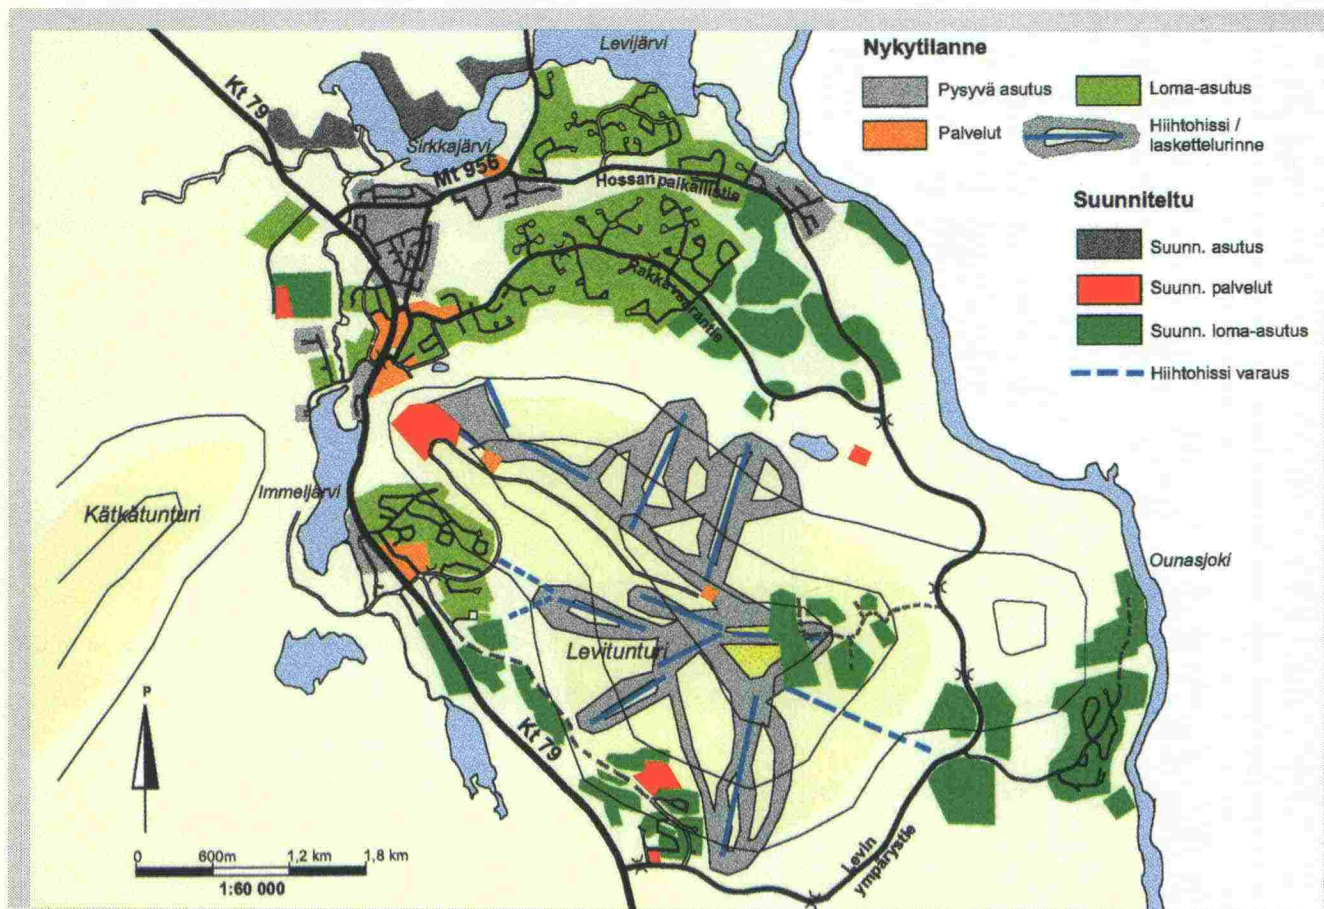 Levijärvi
Kt 79
Sirkkajärvi
Mt 956
Hossan paikallistie
Rakkavaarantie
Immeljärvi
Kätkätunturi
Levitunturi
Ounasjoki
Kt 79
Levin
ympärystie
P
0 600m 1,2 km 1,8 km
1:60 000
Nykytilanne
Pysyvä asutus
Loma-asutus
Palvelut
Hiihtohissi /
laskettelurinne
Suunniteltu
Suunn. asutus
Suunn. palvelut
Suunn. loma-asutus
Hiihtohissi varaus